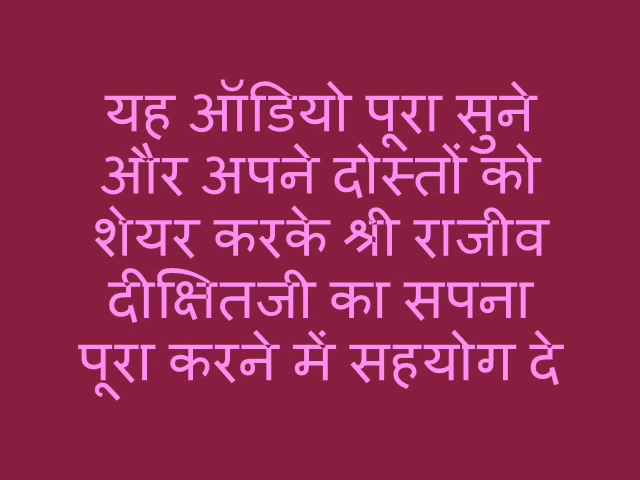 यह ऑडियो पूरा सुने
और अपने दोस्तों को
शेयर करके श्री राजीव
दीक्षितजी का सपना
पूरा करने में सहयोग दे